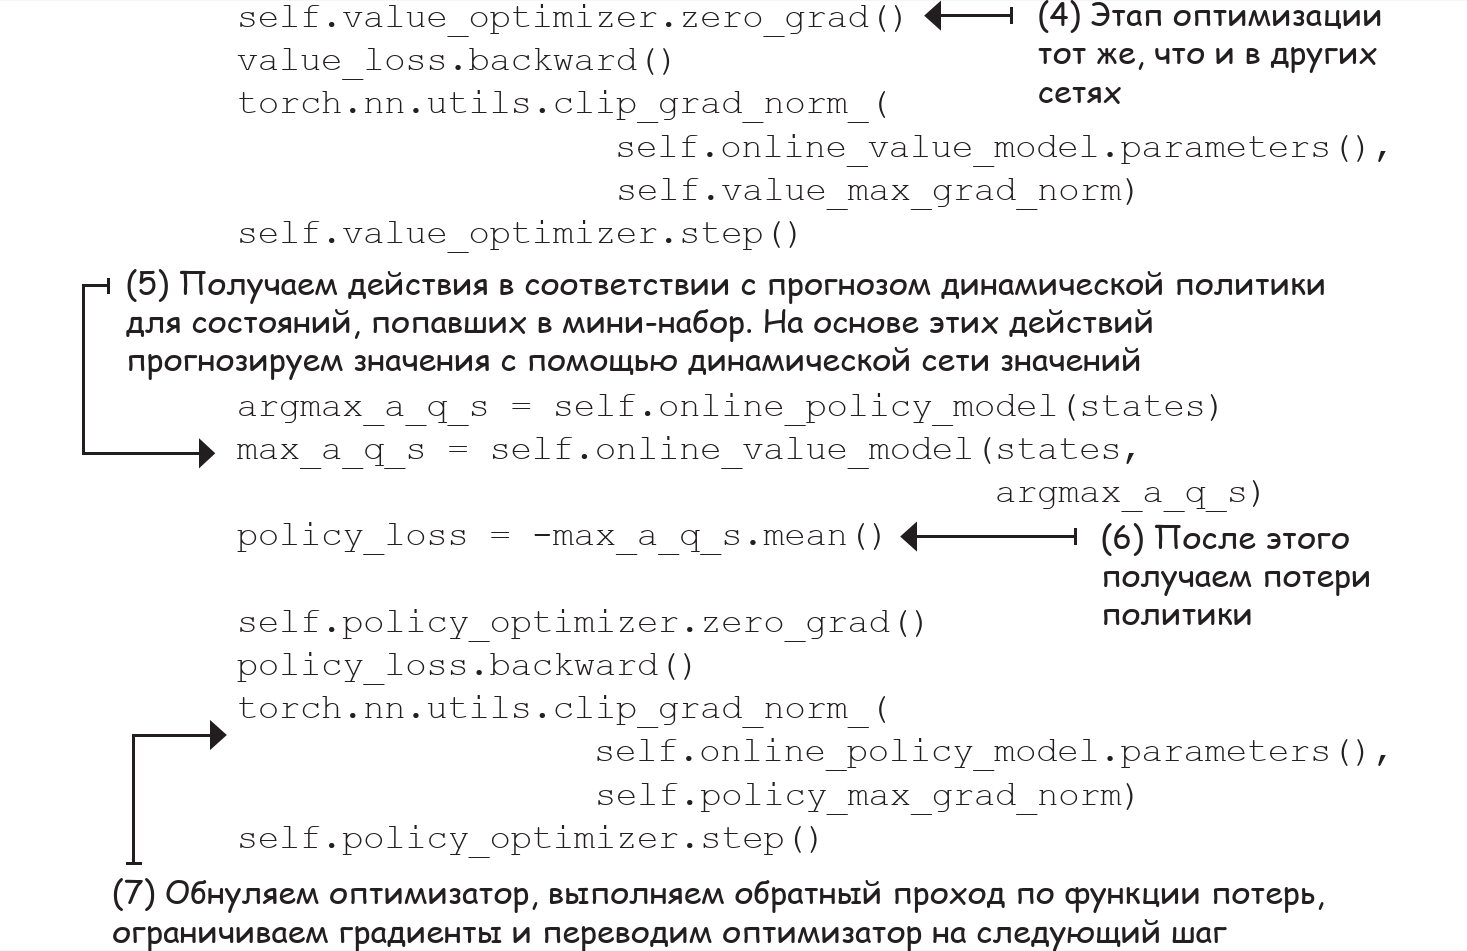 self.value_optimizer.zero_grad()
(4) Этап оптимизации
тот же, что и в других
сетях
value_loss.backward()
torch.nn.utils.clip_grad_norm_(
self.online_value_model.parameters(),
self.value_max_grad_norm)
self.value_optimizer.step()
(5) Получаем действия в соответствии с прогнозом динамической политики
для состояний, попавших в мини-набор. На основе этих действий
прогнозируем значения с помощью динамической сети значений
argmax_a_q_s = self.online_policy_model(states)
max_a_q_s = self.online_value_model(states,
argmax_a_q_s)
policy_loss = -max_a_q_s.mean()
(6) После этого
получаем потери
политики
self.policy_optimizer.zero_grad()
policy_loss.backward()
torch.nn.utils.clip_grad_norm_(
self.online_policy_model.parameters(),
self.policy_max_grad_norm)
self.policy_optimizer.step()
(7) Обнуляем оптимизатор, выполняем обратный проход по функции потерь,
ограничиваем градиенты и переводим оптимизатор на следующий шаг